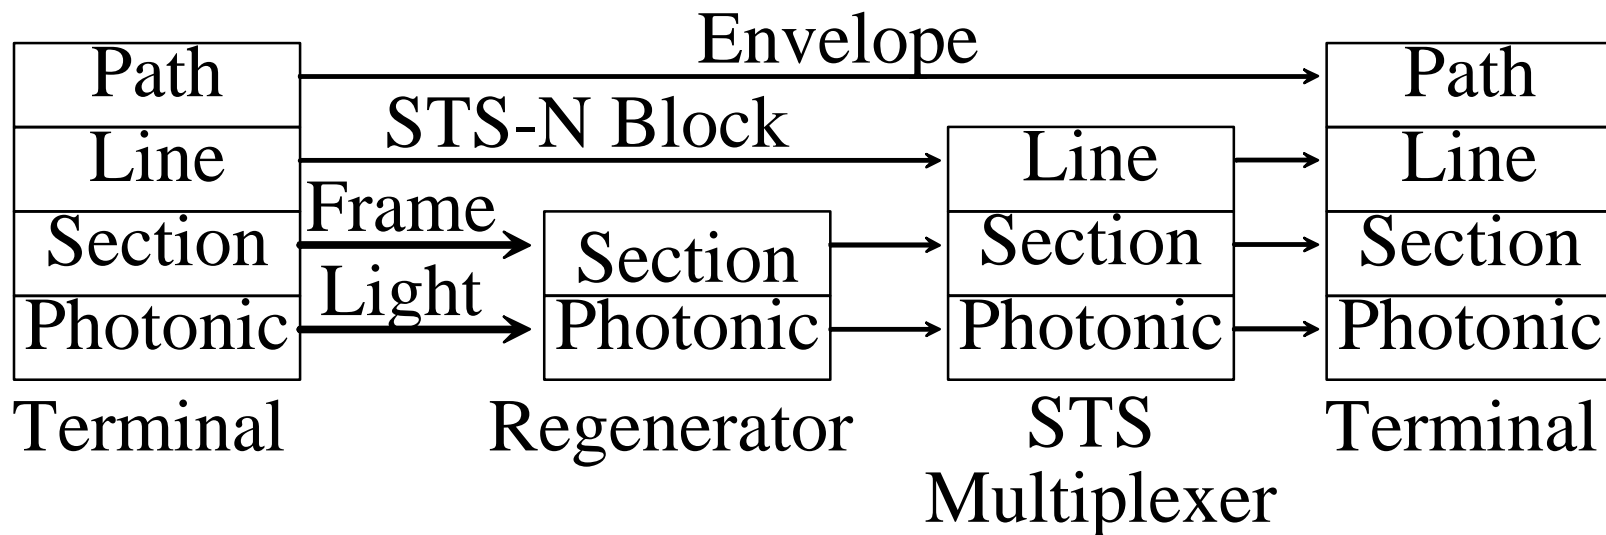 Envelope
Path
Path
STS-N Block
Line
Line
Line
Frame
Section
Section
Section
Section
Light
Photonic
Photonic
Photonic
Photonic
Terminal
Regenerator
STS
Multiplexer
Terminal